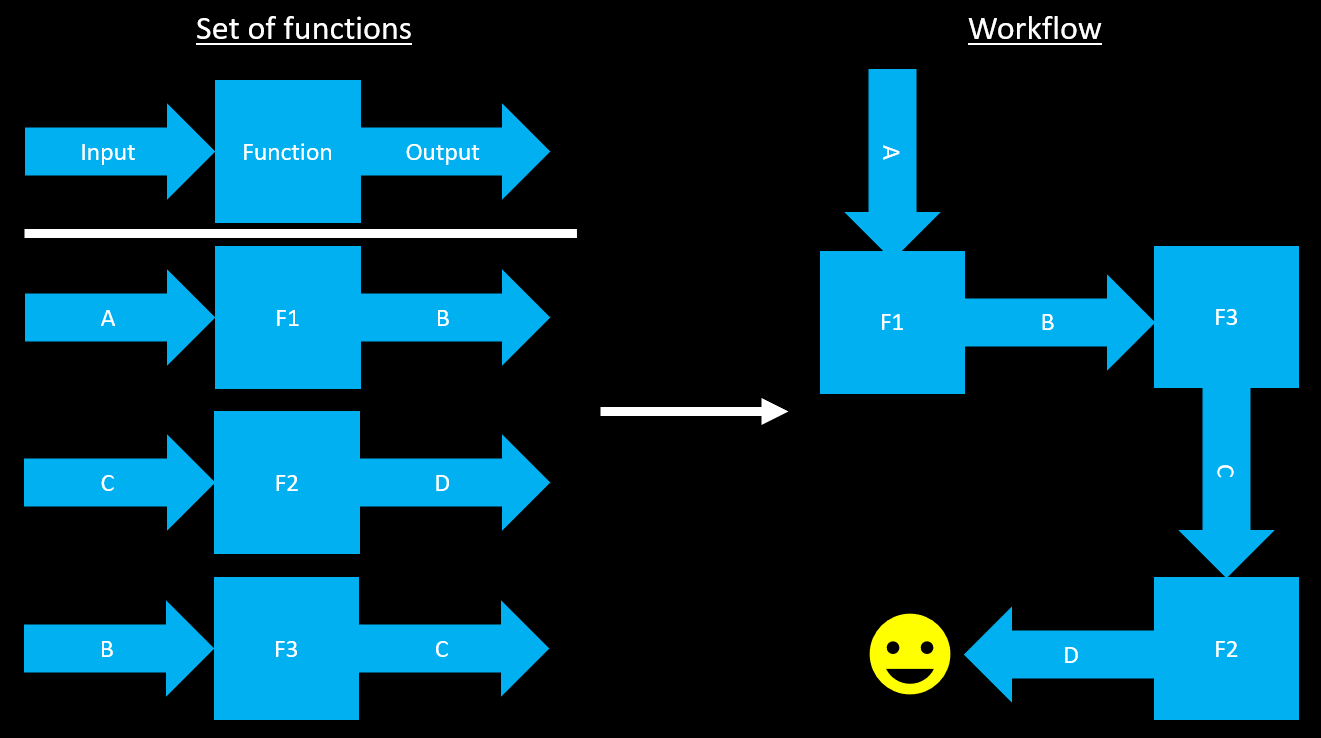 Set of functions
Input
Function
Output
A
F1
B
C
F2
D
B
F3
C
Workflow
A
F1
B
F3
C
F2
D